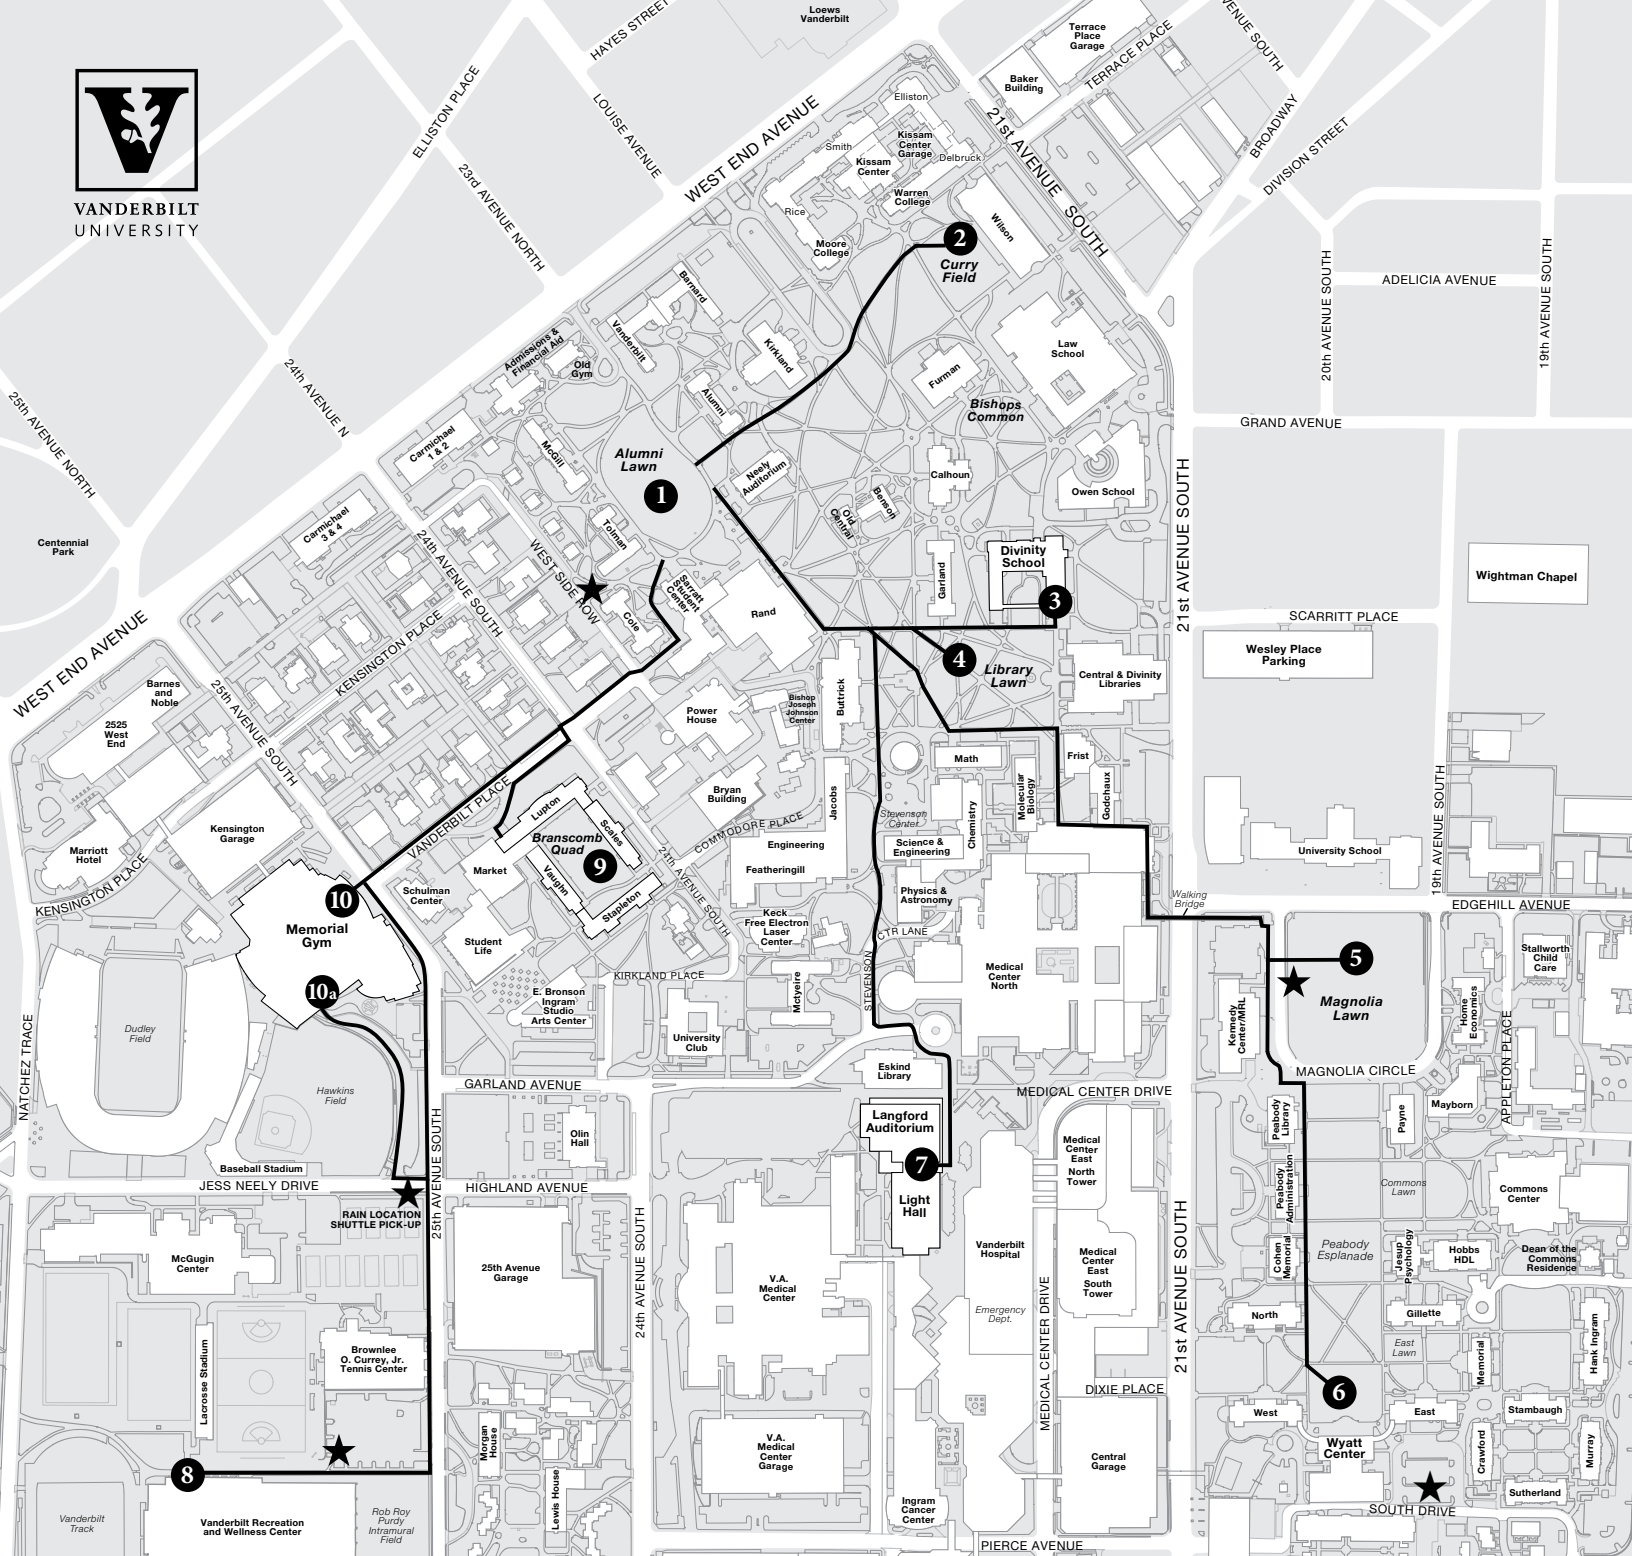 Loews
Vanderbilt
HAYES STREET
Terrace
Place
Garage
TERRACE PLACE
AVENUE SOUTH
Baker
Building
ELLISTON PLACE
LOUISE AVENUE
WEST END AVENUE
21st AVENUE SOUTH
BROADWAY
DIVISION STREET
V
VANDERBILT
UNIVERSITY
23rd AVENUE NORTH
Elliston
Kissam
Center
Garage
Smith
Kissam
Center
Delbruck
Warren
College
Rice
Wilson
Moore
College
2
Curry
Field
20th AVENUE SOUTH
ADELICIA AVENUE
19th AVENUE SOUTH
Barnard
Vanderbilt
Kirkland
Admissions &
Financial Aid
Old
Gym
Law
School
Furman
Bishops
Common
24th AVENUE N
25th AVENUE NORTH
Alumni
GRAND AVENUE
Carmichael
1 & 2
McGill
Alumni
Lawn
1
Neely
Auditorium
Calhoun
Owen School
Benson
Old
Central
21st AVENUE SOUTH
Carmichael
3 & 4
Centennial
Park
24th AVENUE SOUTH
WEST SIDE ROW
Tolman
Cole
Sarratt
Student
Center
Rand
Garland
Divinity
School
3
Wightman Chapel
SCARRITT PLACE
Wesley Place
Parking
WEST END AVENUE
KENSINGTON PLACE
4
Library
Lawn
Central & Divinity
Libraries
Barnes
and
Noble
2525
West
End
25th AVENUE SOUTH
Power
House
Bishop
Joseph
Johnson
Center
Buttrick
Math
Frist
Molecular
Biology
Godchaux
Bryan
Building
Jacobs
Stevenson
Center
Chemistry
Science &
Engineering
19th AVENUE SOUTH
VANDERBILT PLACE
Lupton
Scales
Branscomb
Quad
9
Vaughn
Stapleton
COMMODORE PLACE
Engineering
Featheringill
University School
Kensington
Garage
Marriott
Hotel
KENSINGTON PLACE
Market
Schulman
Center
24th AVENUE SOUTH
Physics &
Astronomy
Walking
Bridge
EDGEHILL AVENUE
10
Memorial
Gym
10a
Student
Life
Keck
Free Electron
Laser
Center
CTR LANE
STEVENSON
5
Magnolia
Lawn
Stallworth
Child
Care
KIRKLAND PLACE
Medical
Center
North
McTyeire
E. Bronson
Ingram
Studio
Arts Center
University
Club
Kennedy
Center/MRL
Home
Economics
APPLETON PLACE
Dudley
Field
NATCHEZ TRACE
Hawkins
Field
Eskind
Library
MAGNOLIA CIRCLE
GARLAND AVENUE
MEDICAL CENTER DRIVE
Langford
Auditorium
Peabody
Library
Payne
Mayborn
Olin
Hall
25th AVENUE SOUTH
Medical
Center
East
North
Tower
7
Light
Hall
Baseball Stadium
JESS NEELY DRIVE
HIGHLAND AVENUE
RAIN LOCATION
SHUTTLE PICK-UP
Peabody
Administration
Commons
Lawn
Commons
Center
McGugin
Center
24th AVENUE SOUTH
Vanderbilt
Hospital
Medical
Center
East
South
Tower
21st AVENUE SOUTH
Cohen
Memorial
Peabody
Esplanade
Jesup
Psychology
Hobbs
HDL
Dean of the
Commons
Residence
25th Avenue
Garage
V.A.
Medical
Center
Emergency
Dept.
MEDICAL CENTER DRIVE
North
Gillette
East
Lawn
Memorial
Hank Ingram
Lacrosse Stadium
Brownlee
O. Currey, Jr.
Tennis Center
DIXIE PLACE
6
West
East
Stambaugh
Wyatt
Center
Crawford
Murray
Morgan
House
V.A.
Medical
Center
Garage
Central
Garage
8
Lewis House
Ingram
Cancer
Center
Sutherland
SOUTH DRIVE
Vanderbilt
Track
Vanderbilt Recreation
and Wellness Center
Rob Roy
Purdy
Intramural
Field
PIERCE AVENUE